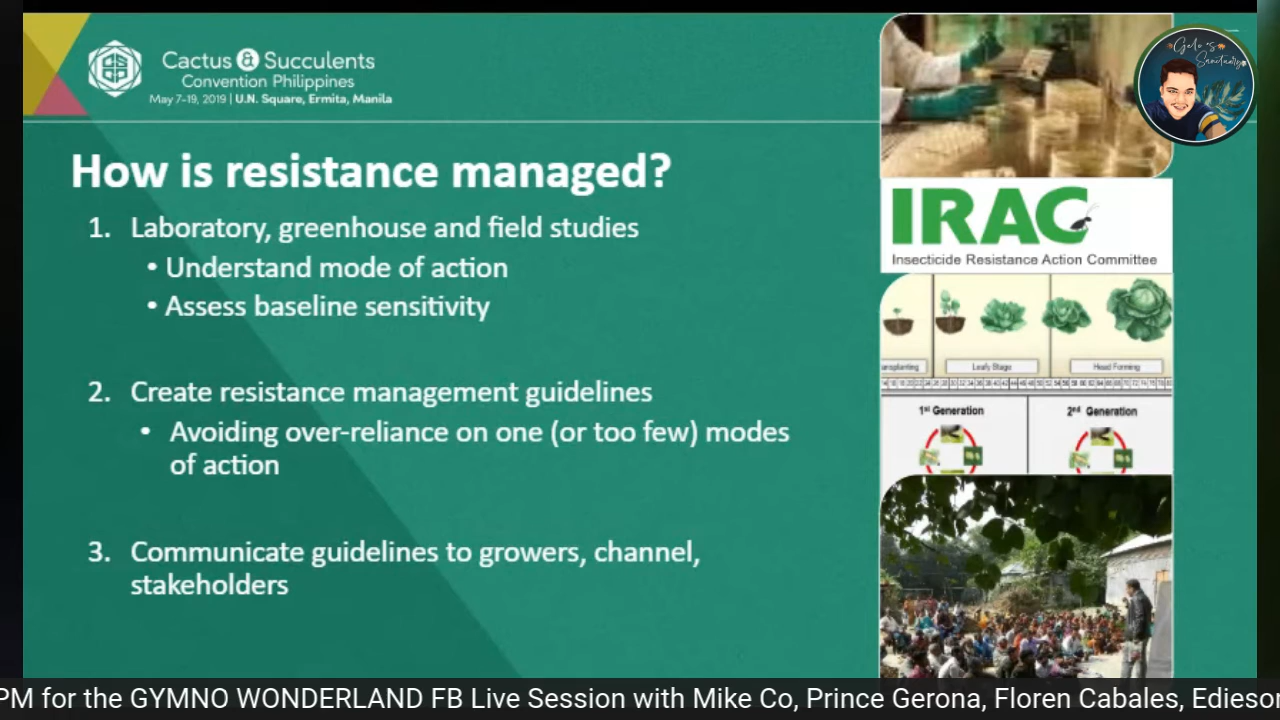 Cactus & Succulents
Convention Philippines
May 7-19, 2019 | U.N. Square, Ermita, Manila
Gelo's
Sanctuary
How is resistance managed?
1. Laboratory, greenhouse and field studies
• Understand mode of action
• Assess baseline sensitivity
2. Create resistance management guidelines
• Avoiding over-reliance on one (or too few) modes
of action
3. Communicate guidelines to growers, channel,
stakeholders
IRAC
Insecticide Resistance Action Committee
Leafy Stage
Head Forming
1st Generation
2nd Generation
PM for the GYMNO WONDERLAND FB Live Session with Mike Co, Prince Gerona, Floren Cabales, Edieson